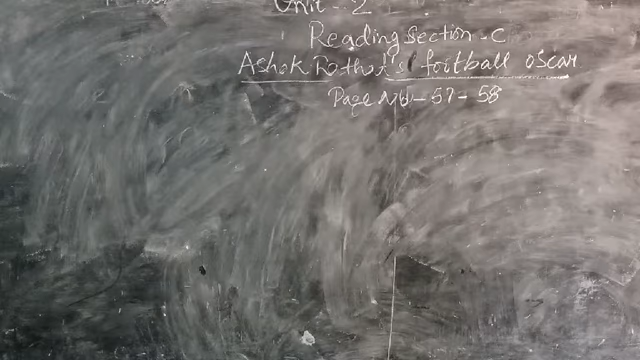 Unit - 2
Reading Section - C
Ashok Rathod's football oscar
Page No - 57 - 58